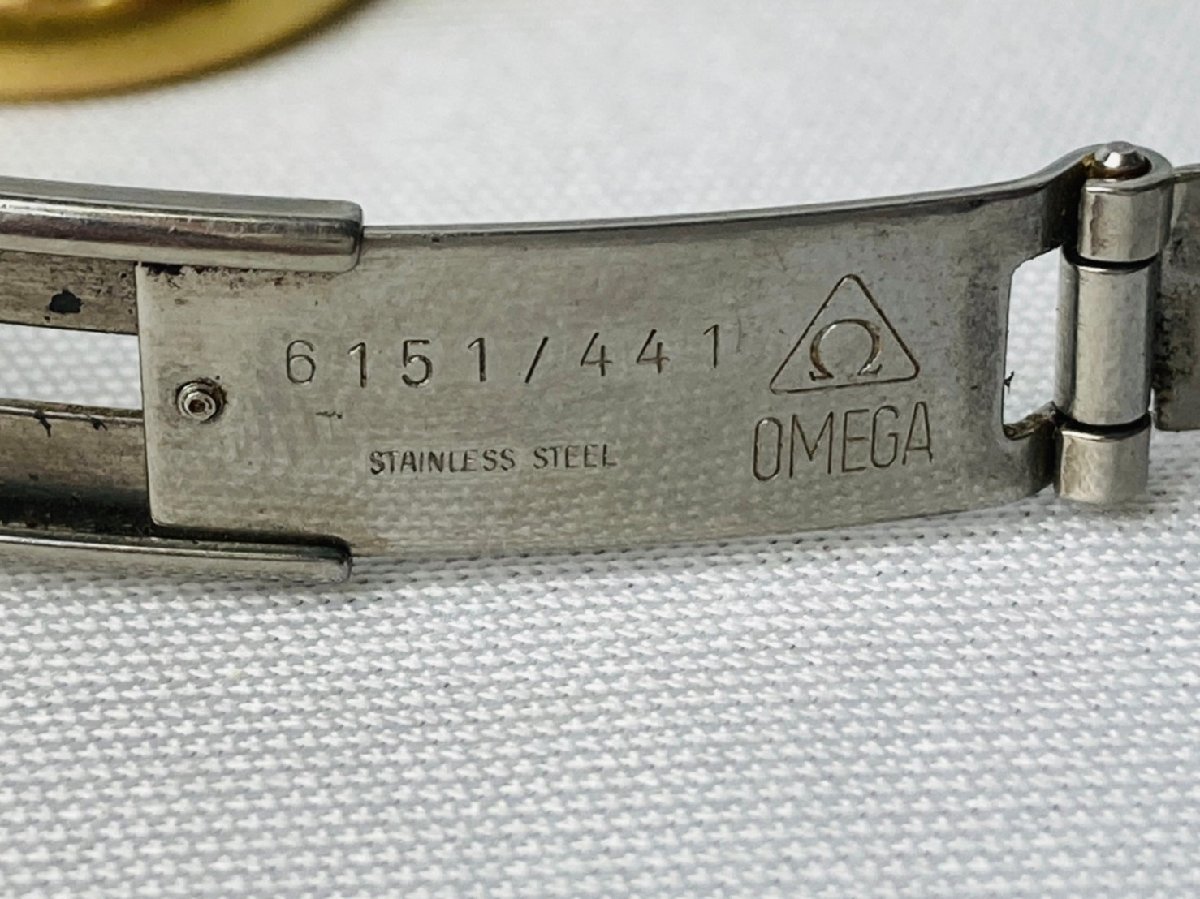 6151/441
Ω
STAINLESS STEEL
OMEGA